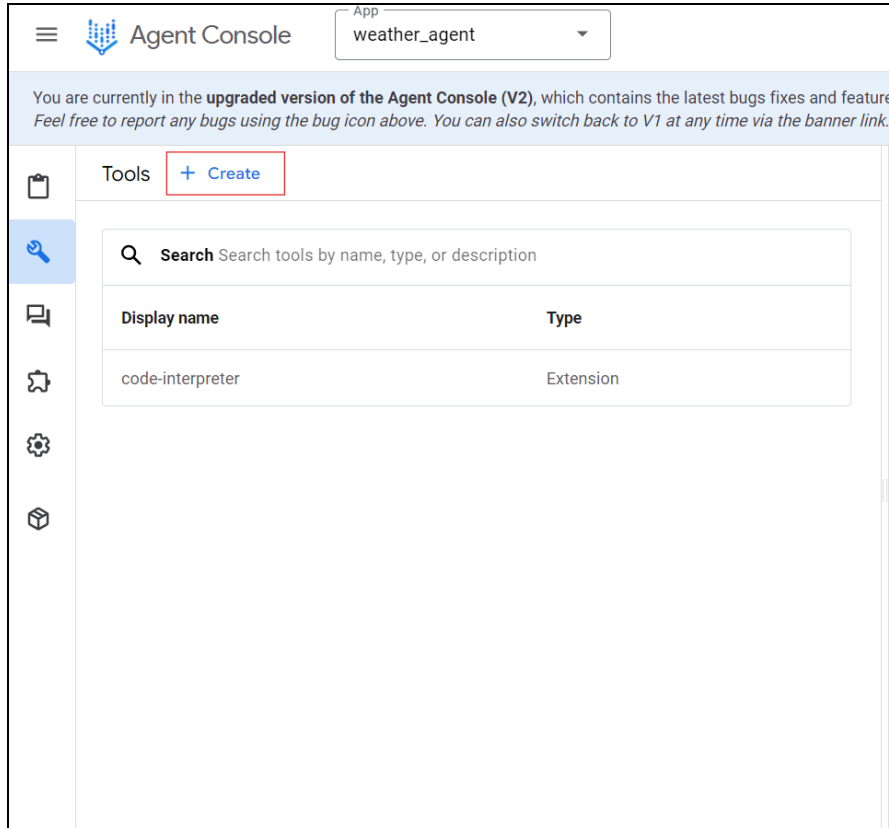 App
Agent Console
weather_agent
You are currently in the upgraded version of the Agent Console (V2), which contains the latest bugs fixes and feature
Feel free to report any bugs using the bug icon above. You can also switch back to V1 at any time via the banner link.
Tools + Create
Search Search tools by name, type, or description
Display name Type
code-interpreter Extension